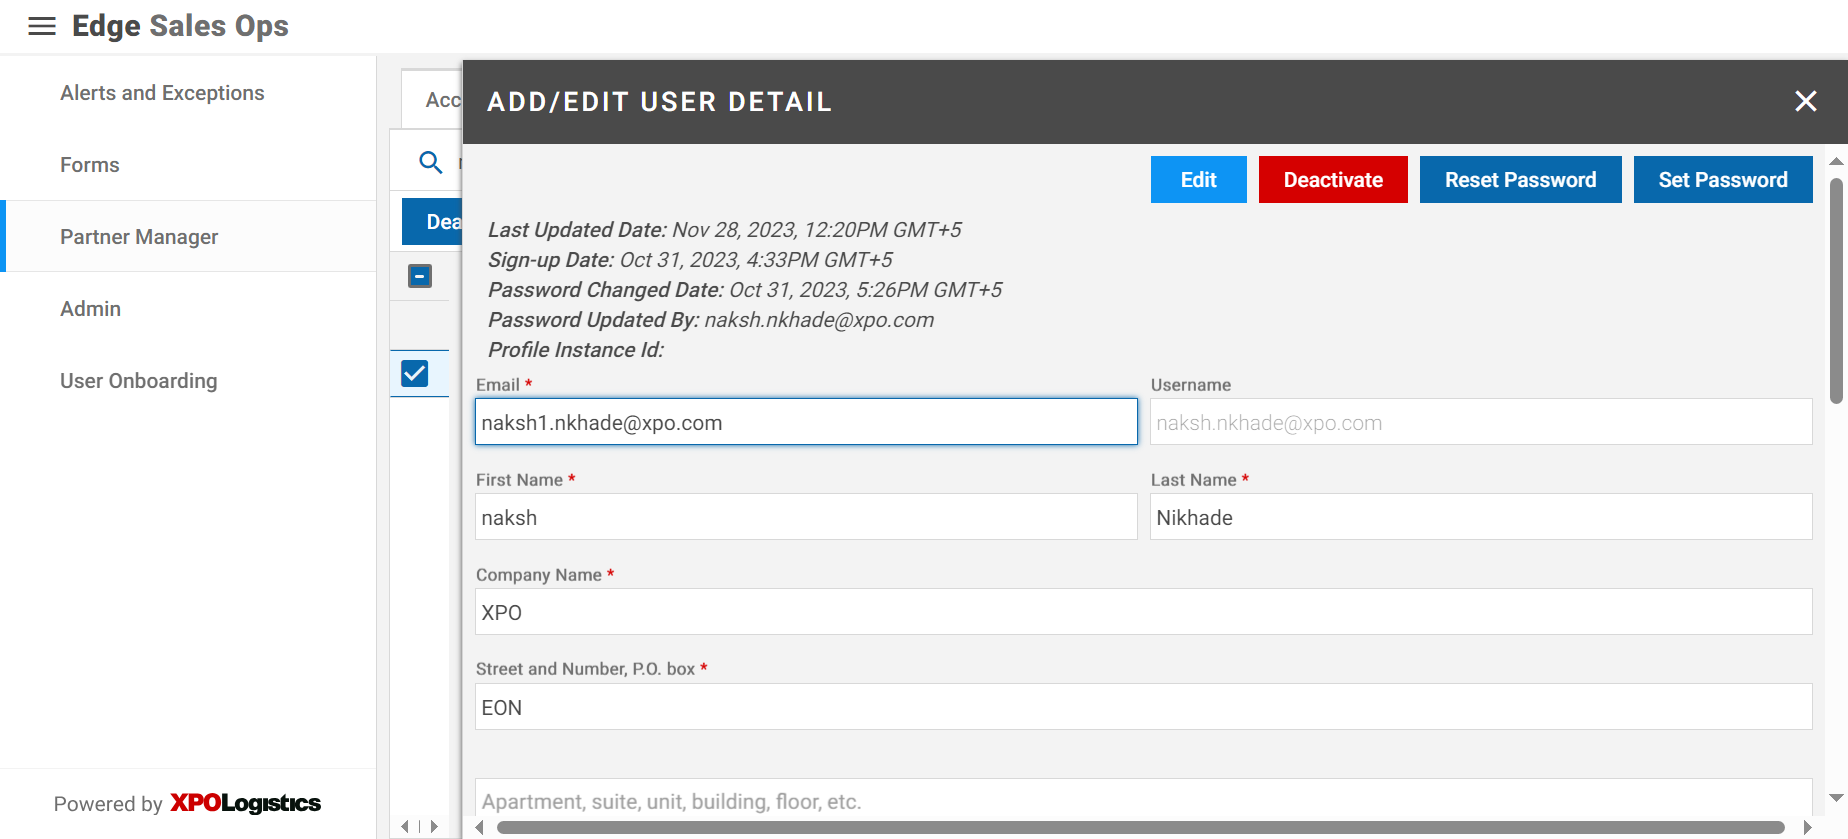 Edge Sales Ops
Alerts and Exceptions
Forms
Partner Manager
Admin
User Onboarding
Powered by XPOLogistics
Acc
Dea
ADD/EDIT USER DETAIL
Edit
Deactivate
Reset Password
Set Password
Last Updated Date: Nov 28, 2023, 12:20PM GMT+5
Sign-up Date: Oct 31, 2023, 4:33PM GMT+5
Password Changed Date: Oct 31, 2023, 5:26PM GMT+5
Password Updated By: naksh.nkhade@xpo.com
Profile Instance Id:
Email *
Username
naksh1.nkhade@xpo.com
naksh.nkhade@xpo.com
First Name *
Last Name *
naksh
Nikhade
Company Name *
XPO
Street and Number, P.O. box *
EON
Apartment, suite, unit, building, floor, etc.